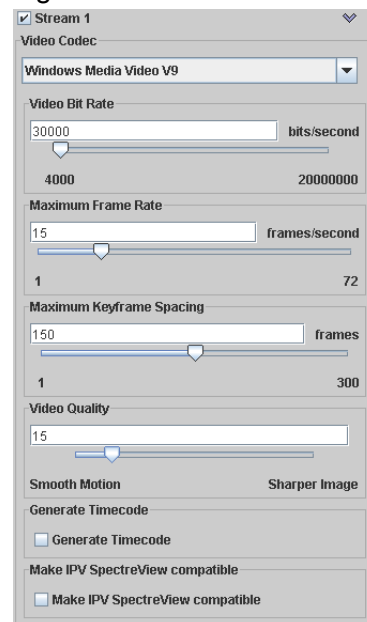 Stream 1
Video Codec
Windows Media Video V9
Video Bit Rate
30000 bits/second
4000 20000000
Maximum Frame Rate
15 frames/second
1 72
Maximum Keyframe Spacing
150 frames
1 300
Video Quality
15
Smooth Motion Sharper Image
Generate Timecode
Generate Timecode
Make IPV SpectreView compatible
Make IPV SpectreView compatible